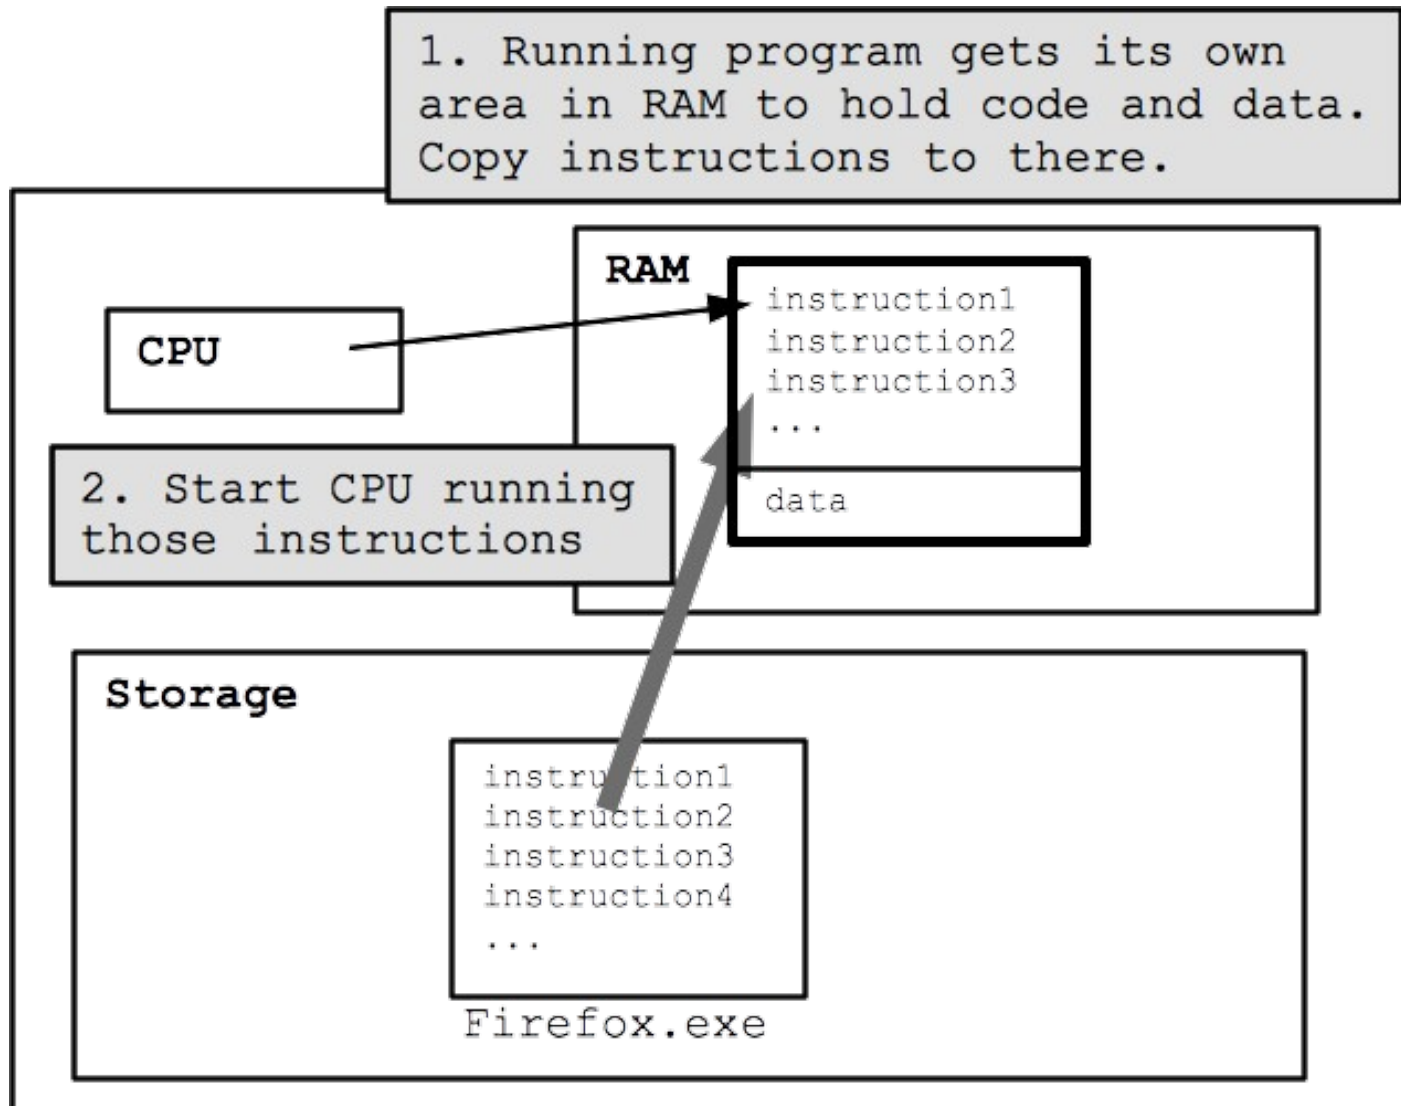 1. Running program gets its own
area in RAM to hold code and data.
Copy instructions to there.
RAM
instruction1
instruction2
instruction3
...
data
CPU
2. Start CPU running
those instructions
Storage
instruction1
instruction2
instruction3
instruction4
...
Firefox.exe